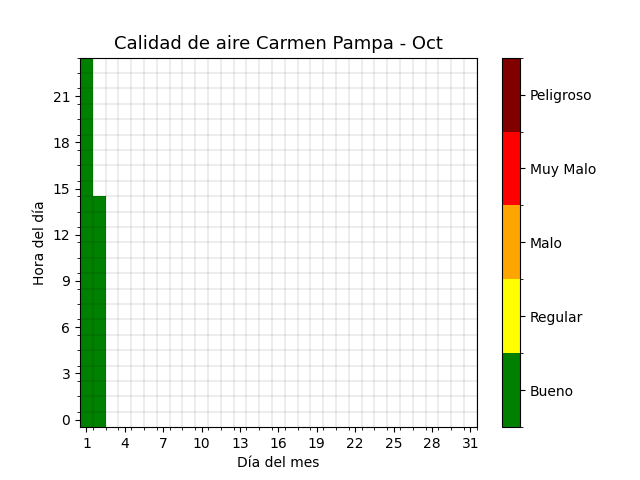 Calidad de aire Carmen Pampa - Oct
Hora del día
21
18
15
12
9
6
3
0
1 4 7 10 13 16 19 22 25 28 31
Día del mes
Peligroso
Muy Malo
Malo
Regular
Bueno